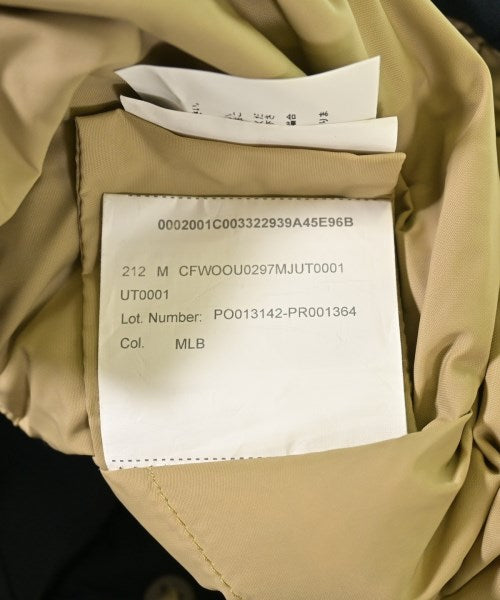 0002001C003322939A45E96B
212 M CFWOOU0297MJUT0001
UT0001
Lot. Number: PO013142-PR001364
Col. MLB